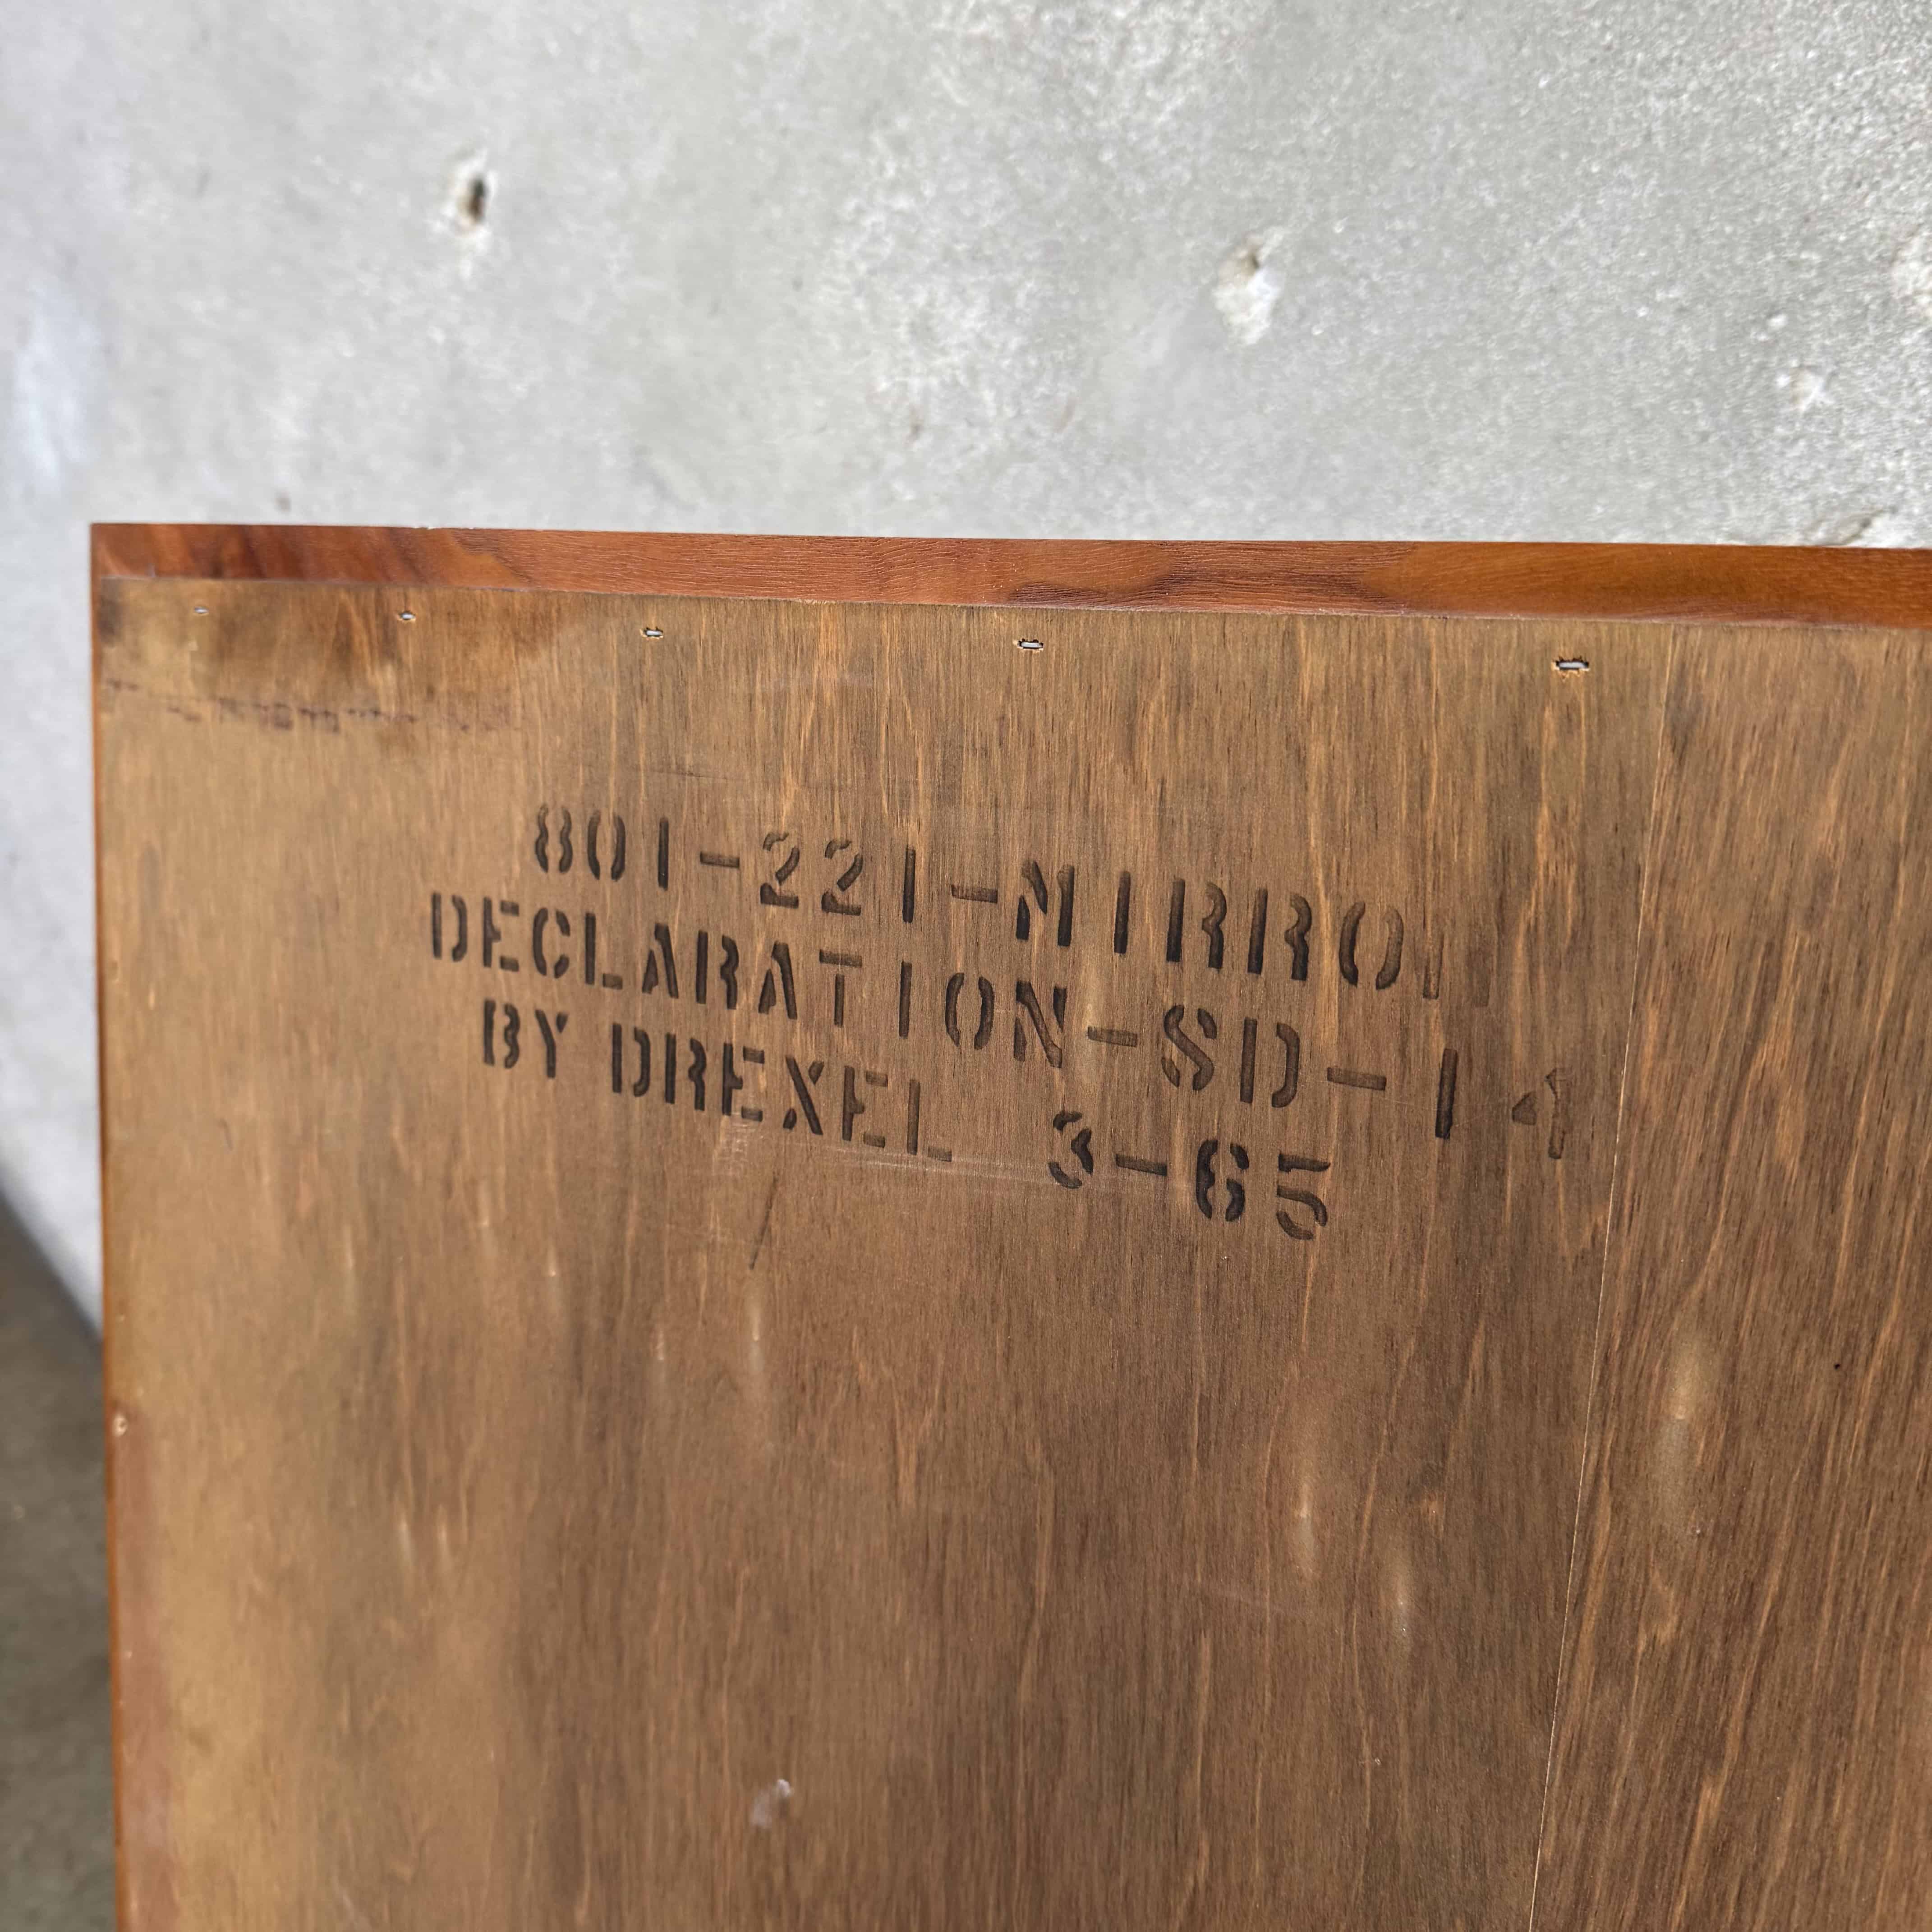 801-221-MIRROR
DECLARATION-SD-14
BY DREXEL 3-65